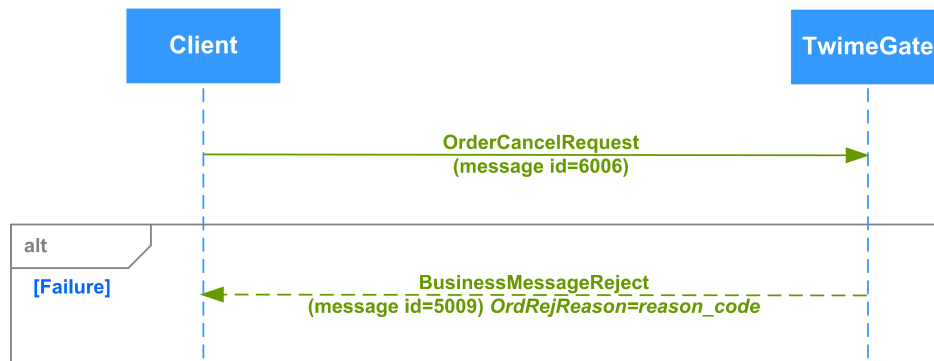 Client
TwimeGate
OrderCancelRequest
(message id=6006)
alt
[Failure]
BusinessMessageReject
(message id=5009) OrdRejReason=reason_code